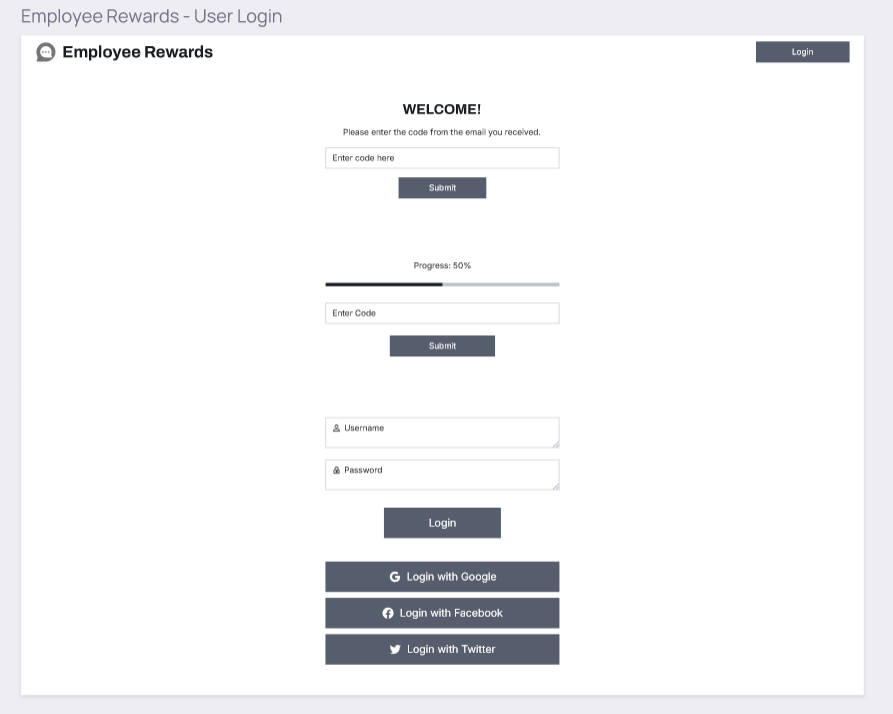 Employee Rewards - User Login
Employee Rewards
Login
WELCOME!
Please enter the code from the email you received.
Enter code here
Submit
Progress: 50%
Enter Code
Submit
Username
Password
Login
Login with Google
Login with Facebook
Login with Twitter